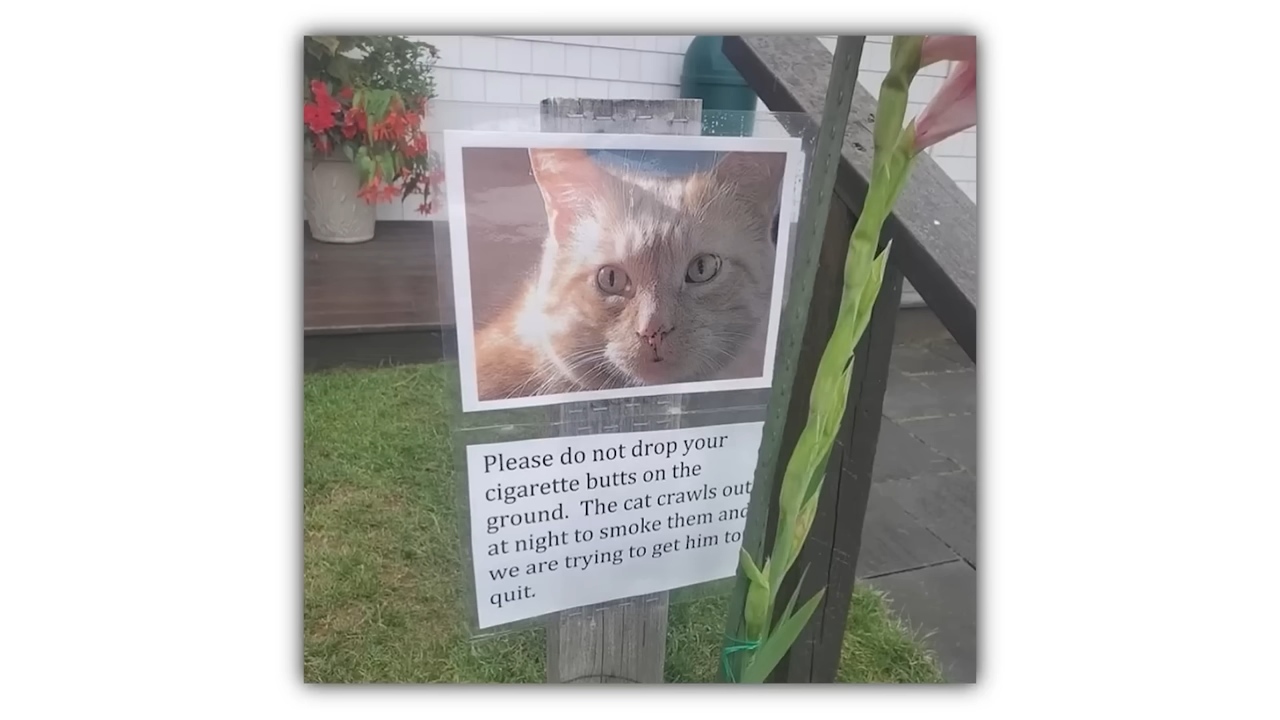 Please do not drop your
cigarette butts on the
ground. The cat crawls out
at night to smoke them and
we are trying to get him to
quit.